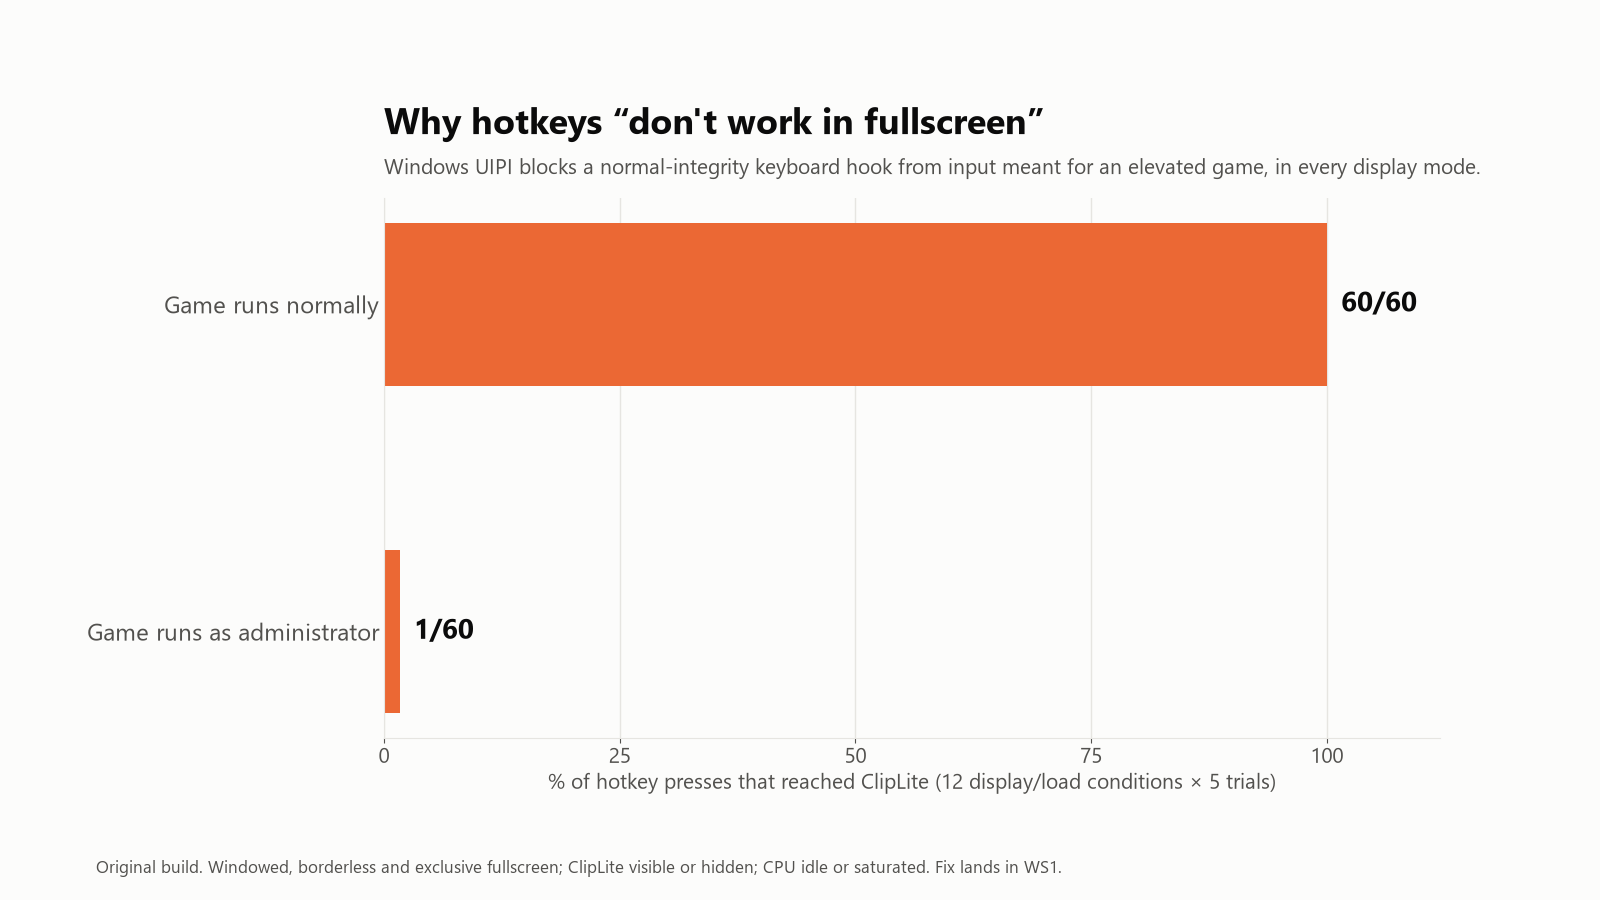 Why hotkeys “don't work in fullscreen”
Windows UIPI blocks a normal-integrity keyboard hook from input meant for an elevated game, in every display mode.
Game runs normally
60/60
Game runs as administrator
1/60
0 25 50 75 100
% of hotkey presses that reached ClipLite (12 display/load conditions × 5 trials)
Original build. Windowed, borderless and exclusive fullscreen; ClipLite visible or hidden; CPU idle or saturated. Fix lands in WS1.